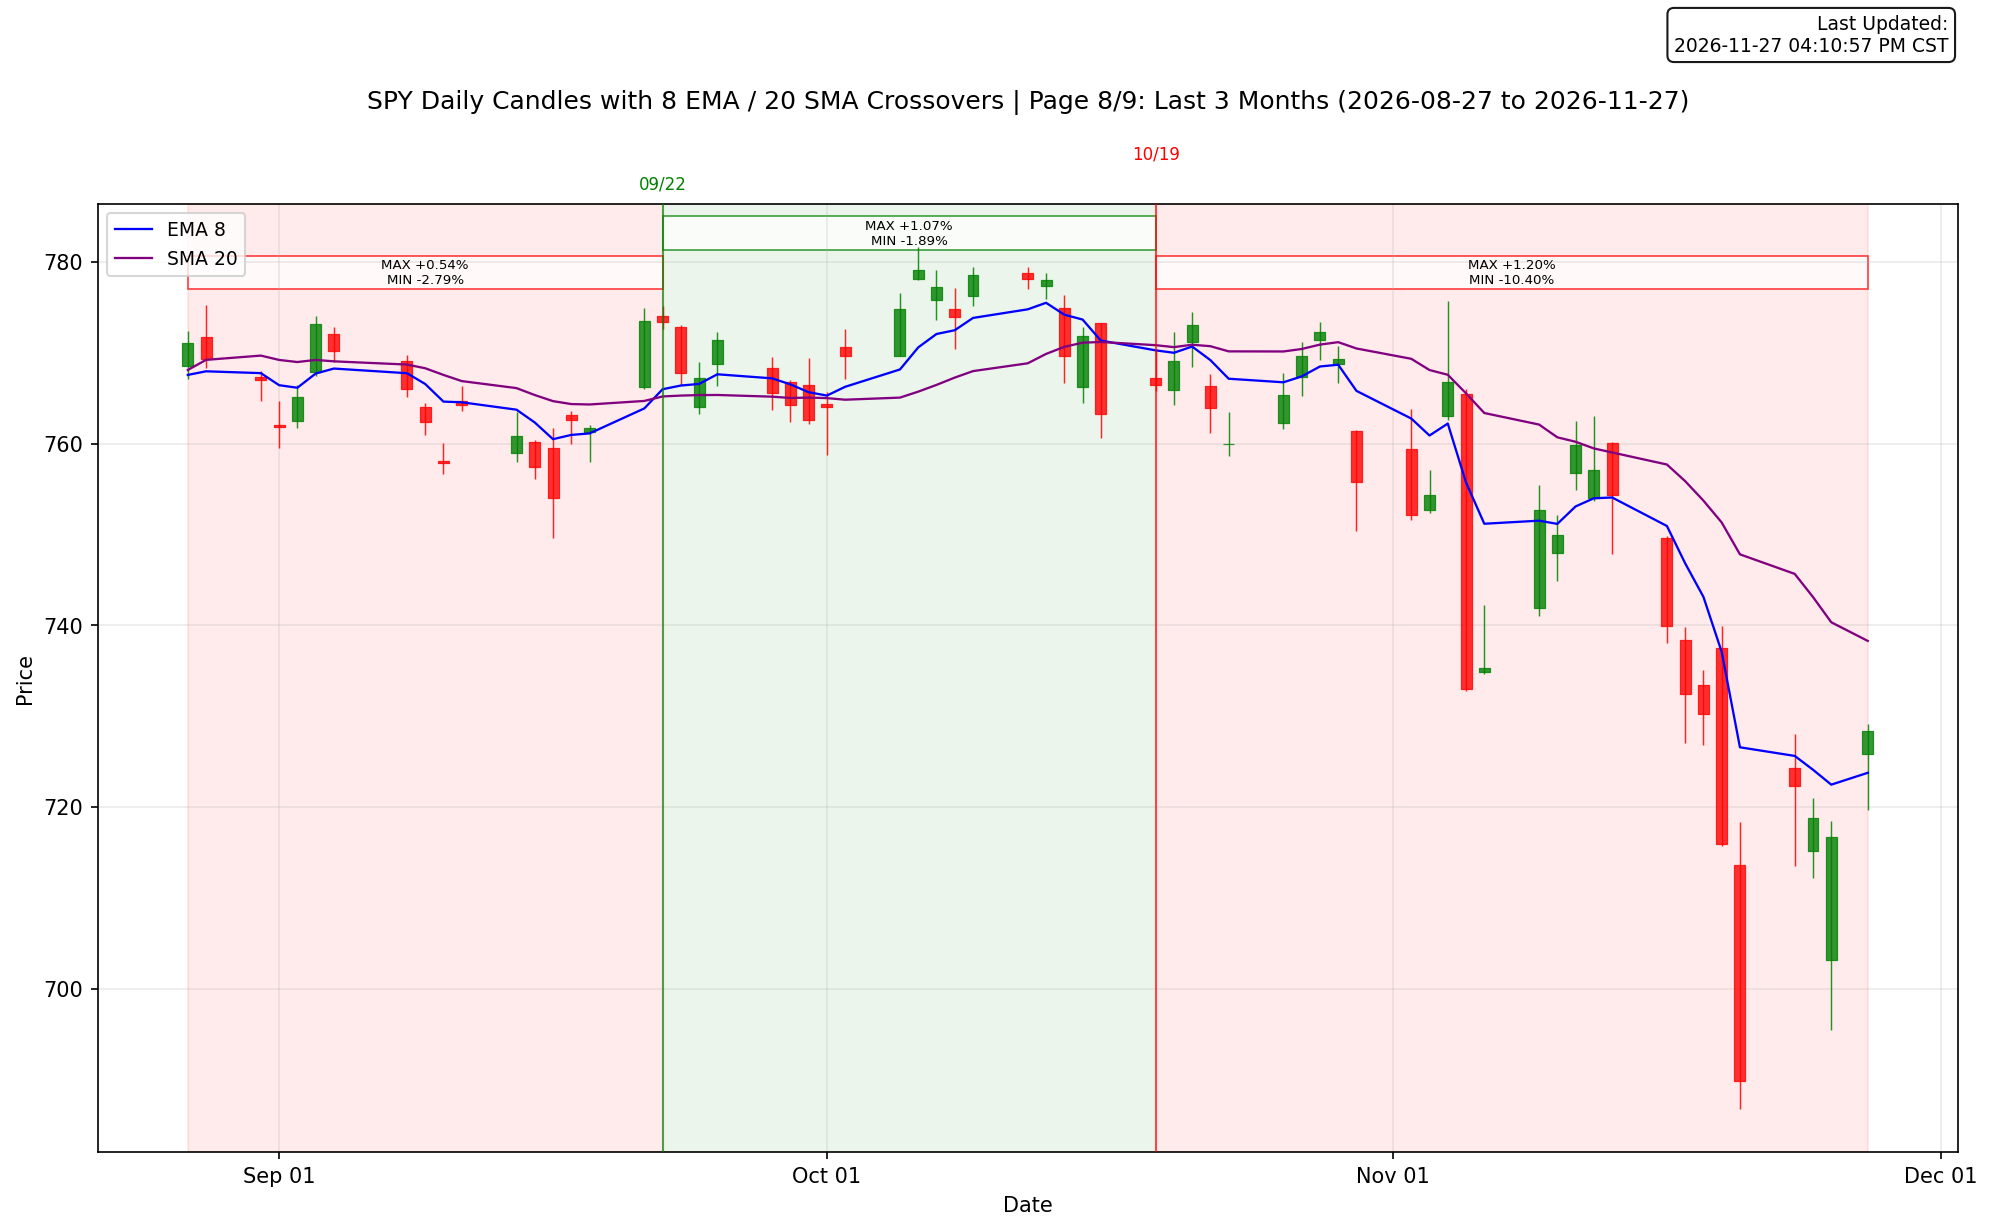 Last Updated:
2026-11-27 04:10:57 PM CST
SPY Daily Candles with 8 EMA / 20 SMA Crossovers | Page 8/9: Last 3 Months (2026-08-27 to 2026-11-27)
10/19
09/22
EMA 8
SMA 20
MAX +1.07%
MIN -1.89%
MAX +0.54%
MIN -2.79%
MAX +1.20%
MIN -10.40%
780
760
740
720
700
Price
Sep 01
Oct 01
Nov 01
Dec 01
Date